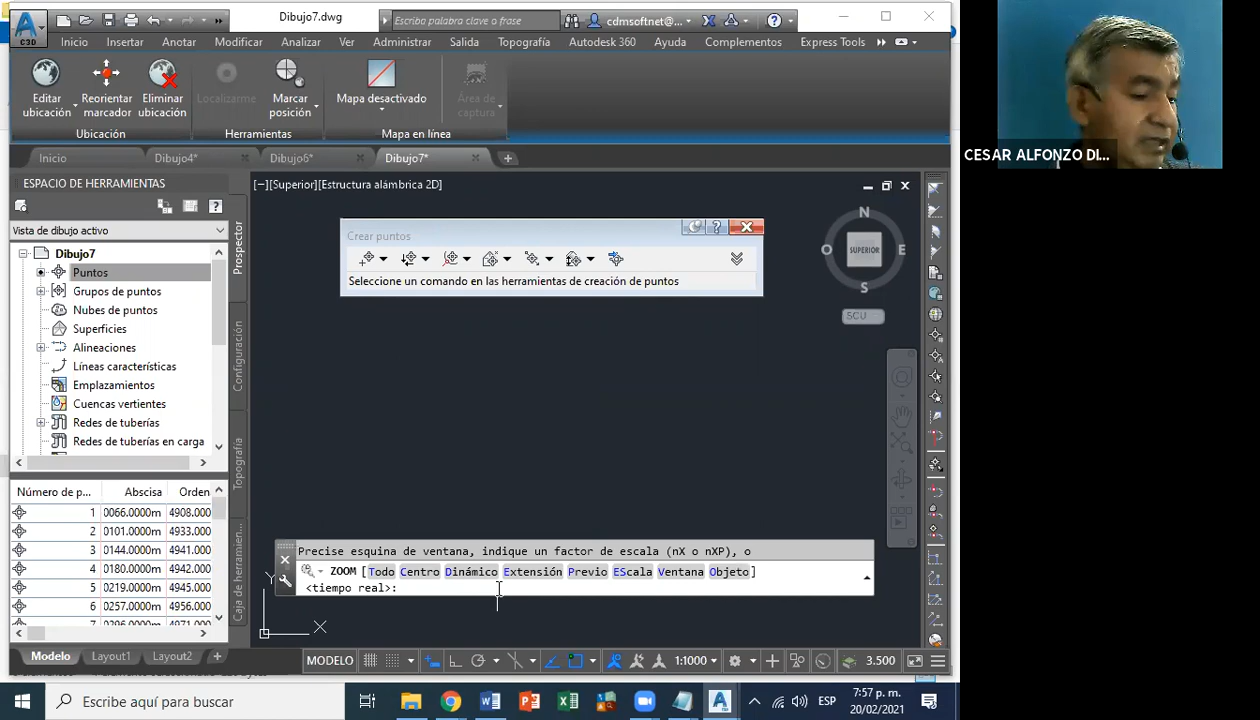 Dibujo7.dwg
Escriba palabra clave o frase
cdmsoftnet@...
C3D
Inicio Insertar Anotar Modificar Analizar Ver Administrar Salida Topografía Autodesk 360 Ayuda Complementos Express Tools
Editar ubicación
Reorientar marcador
Eliminar ubicación
Localizarme
Marcar posición
Mapa desactivado
Área de captura
Ubicación Herramientas Mapa en línea
Inicio Dibujo4* Dibujo6* Dibujo7*
CESAR ALFONZO DI...
ESPACIO DE HERRAMIENTAS
[−][Superior][Estructura alámbrica 2D]
Vista de dibujo activo
Dibujo7
Puntos
Grupos de puntos
Nubes de puntos
Superficies
Alineaciones
Líneas características
Emplazamientos
Cuencas vertientes
Redes de tuberías
Redes de tuberías en carga
Prospector
Configuración
Topografía
Caja de herramien...
Crear puntos
Seleccione un comando en las herramientas de creación de puntos
N
O SUPERIOR E
S
SCU
Número de p... Abscisa Orden
1 0066.0000m 4908.000
2 0101.0000m 4933.000
3 0144.0000m 4941.000
4 0180.0000m 4942.000
5 0219.0000m 4945.000
6 0257.0000m 4956.000
7 0296.0000m 4971.000
Precise esquina de ventana, indique un factor de escala (nX o nXP), o
ZOOM [Todo Centro Dinámico Extensión Previo EScala Ventana Objeto]
<tiempo real>:
Y
X
Modelo Layout1 Layout2 +
MODELO 1:1000 3.500
Escribe aquí para buscar
ESP
7:57 p. m.
20/02/2021